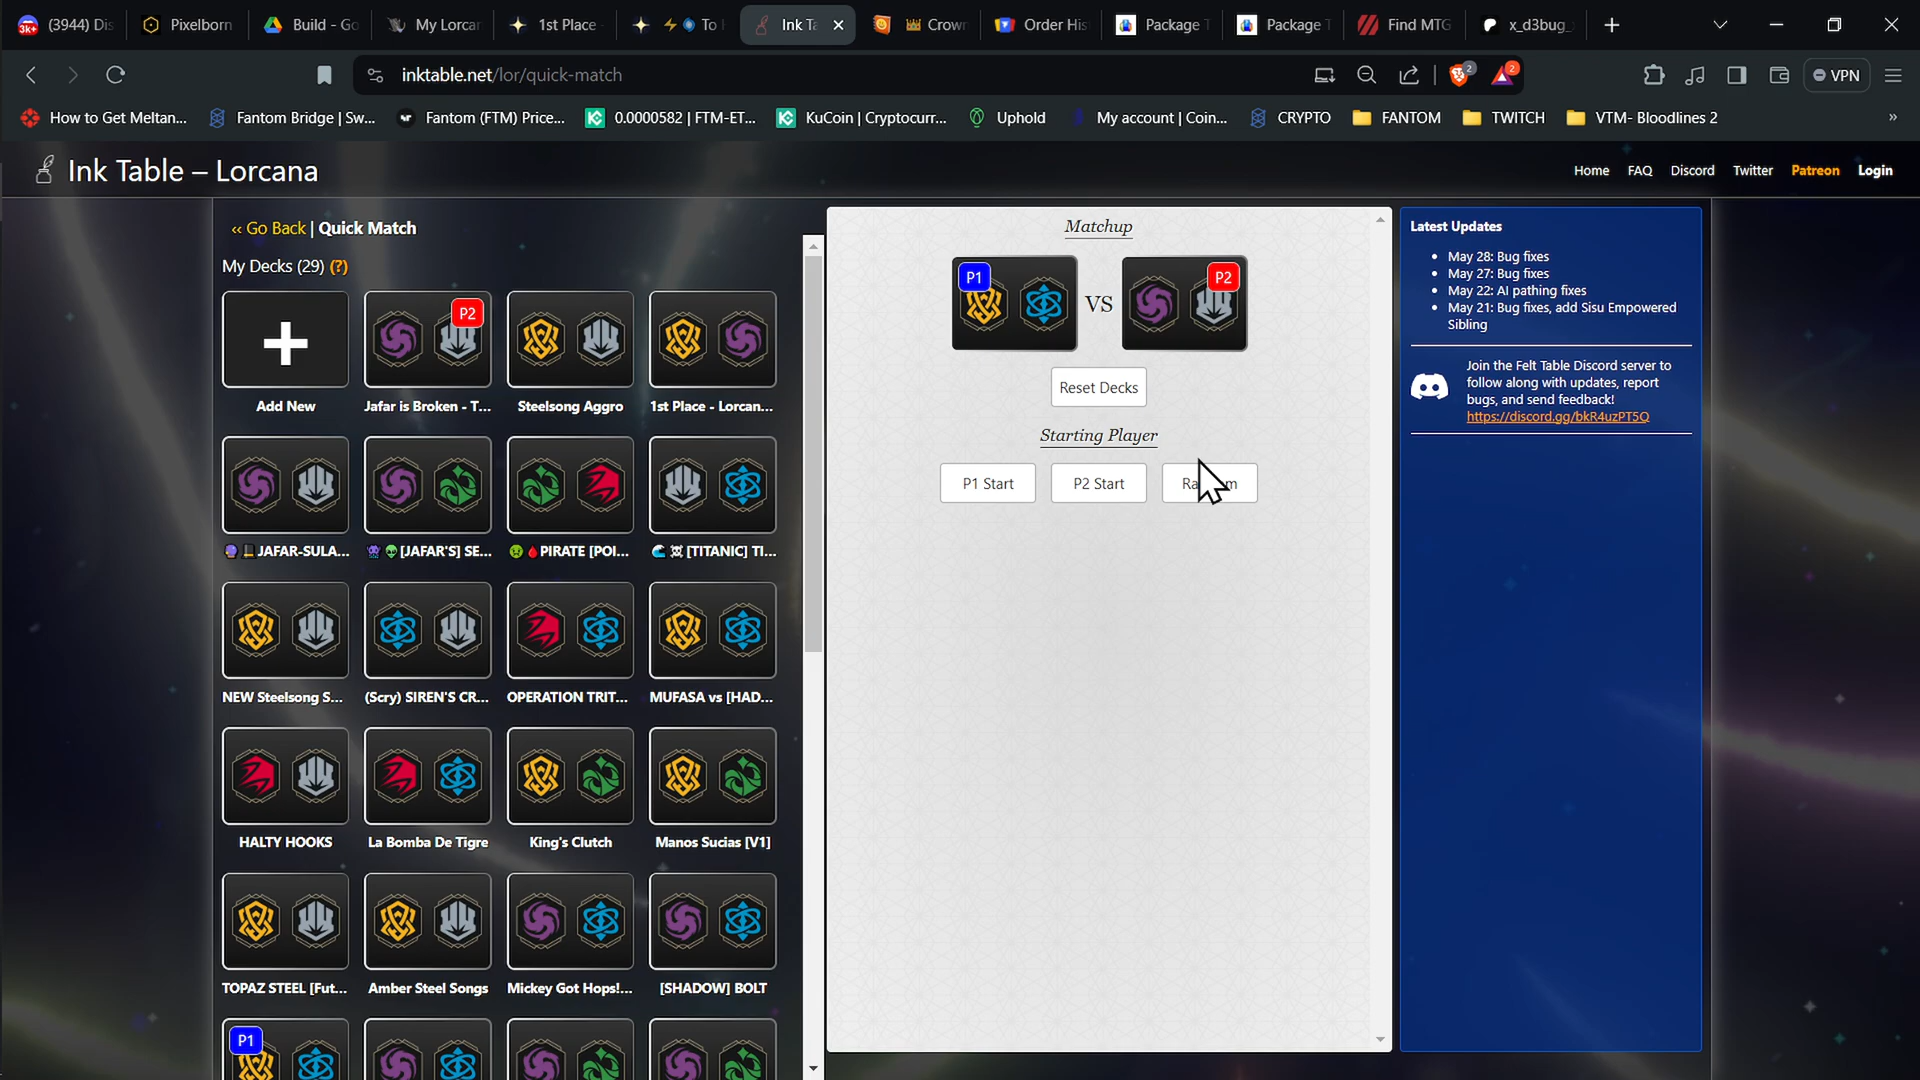 (3944) Dis
Pixelborn
Build - Go
My Lorcan
1st Place -
To
Ink Ta
Crown
Order His
Package T
Package T
Find MTG
x_d3bug_
inktable.net/lor/quick-match
2
2
VPN
How to Get Meltan...
Fantom Bridge | Sw...
Fantom (FTM) Price...
0.0000582 | FTM-ET...
KuCoin | Cryptocurr...
Uphold
My account | Coin...
CRYPTO
FANTOM
TWITCH
VTM- Bloodlines 2
»
Ink Table – Lorcana
Home
FAQ
Discord
Twitter
Patreon
Login
‹‹ Go Back | Quick Match
My Decks (29) (?)
P2
Add New
Jafar is Broken - T...
Steelsong Aggro
1st Place - Lorcan...
JAFAR-SULA...
[JAFAR'S] SE...
PIRATE [POI...
[TITANIC] TI...
NEW Steelsong S...
(Scry) SIREN'S CR...
OPERATION TRIT...
MUFASA vs [HAD...
HALTY HOOKS
La Bomba De Tigre
King's Clutch
Manos Sucias [V1]
TOPAZ STEEL [Fut...
Amber Steel Songs
Mickey Got Hops!...
[SHADOW] BOLT
P1
Matchup
P1
VS
P2
Reset Decks
Starting Player
P1 Start
P2 Start
Latest Updates
May 28: Bug fixes
May 27: Bug fixes
May 22: AI pathing fixes
May 21: Bug fixes, add Sisu Empowered
Sibling
Join the Felt Table Discord server to
follow along with updates, report
bugs, and send feedback!
https://discord.gg/bkR4uzPT5Q